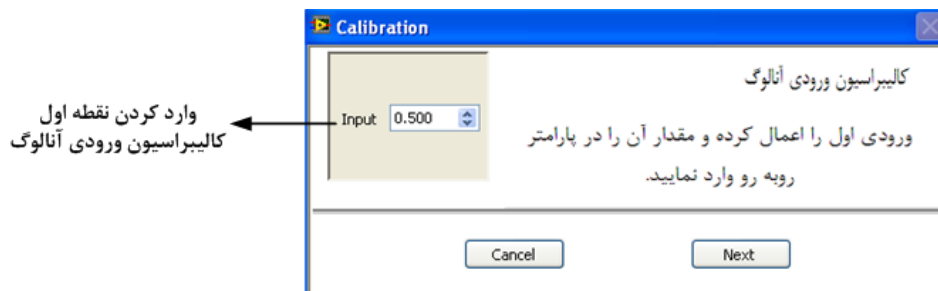 Calibration
کالیبراسیون ورودی آنالوگ
ورودی اول را اعمال کرده و مقدار آن را در پارامتر
روبه رو وارد نمایید.
Input 0.500
وارد کردن نقطه اول
کالیبراسیون ورودی آنالوگ
Cancel
Next